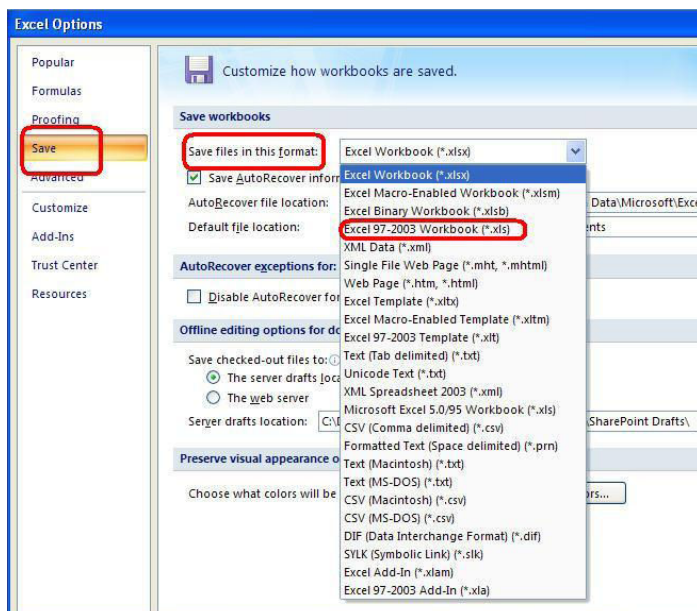 Excel Options
Popular
Formulas
Proofing
Save
Advanced
Customize
Add-Ins
Trust Center
Resources
Customize how workbooks are saved.
Save workbooks
Save files in this format: Excel Workbook (*.xlsx)
Save AutoRecover infor
AutoRecover file location: Data\Microsoft\Exce
Default file location: ents
AutoRecover exceptions for:
Disable AutoRecover for
Offline editing options for do
Save checked-out files to:
The server drafts loca
The web server
Server drafts location: C:\D \SharePoint Drafts\
Preserve visual appearance o
Choose what colors will be ors...
Excel Workbook (*.xlsx)
Excel Macro-Enabled Workbook (*.xlsm)
Excel Binary Workbook (*.xlsb)
Excel 97-2003 Workbook (*.xls)
XML Data (*.xml)
Single File Web Page (*.mht, *.mhtml)
Web Page (*.htm, *.html)
Excel Template (*.xltx)
Excel Macro-Enabled Template (*.xltm)
Excel 97-2003 Template (*.xlt)
Text (Tab delimited) (*.txt)
Unicode Text (*.txt)
XML Spreadsheet 2003 (*.xml)
Microsoft Excel 5.0/95 Workbook (*.xls)
CSV (Comma delimited) (*.csv)
Formatted Text (Space delimited) (*.prn)
Text (Macintosh) (*.txt)
Text (MS-DOS) (*.txt)
CSV (Macintosh) (*.csv)
CSV (MS-DOS) (*.csv)
DIF (Data Interchange Format) (*.dif)
SYLK (Symbolic Link) (*.slk)
Excel Add-In (*.xlam)
Excel 97-2003 Add-In (*.xla)